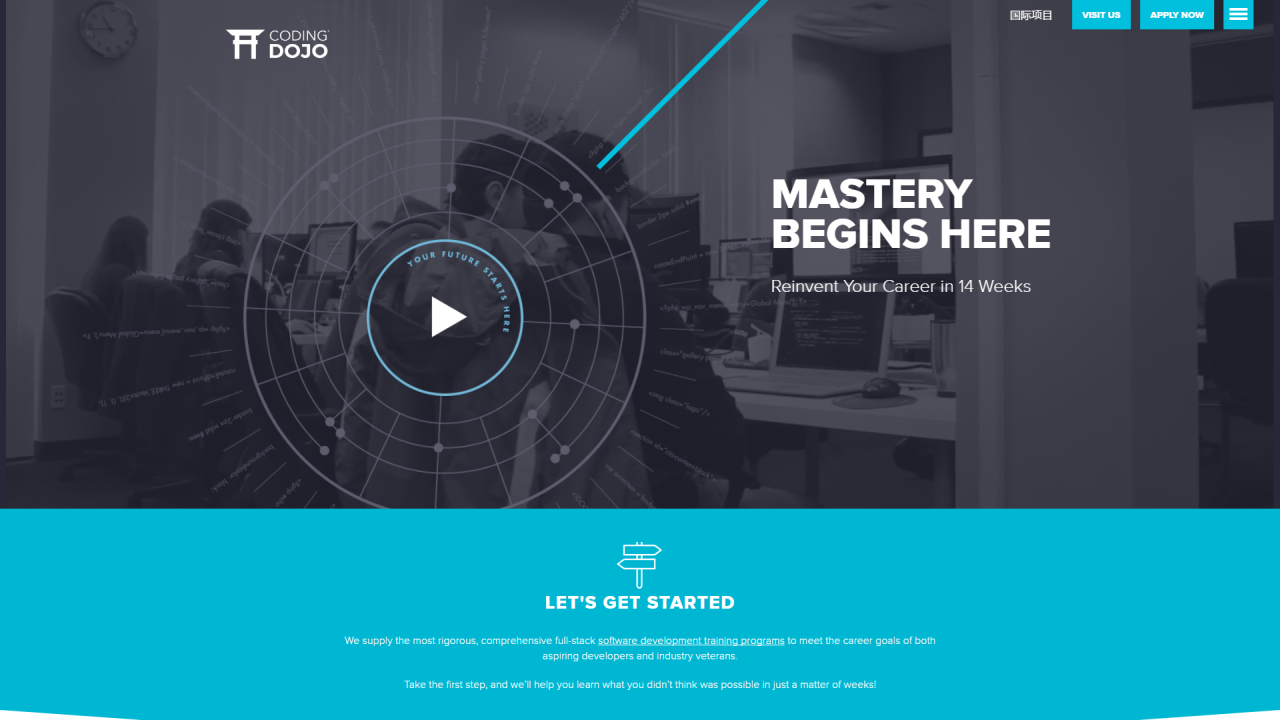 国际项目
VISIT US
APPLY NOW
CODING
DOJO
YOUR FUTURE STARTS HERE
MASTERY
BEGINS HERE
Reinvent Your Career in 14 Weeks
LET'S GET STARTED
We supply the most rigorous, comprehensive full-stack software development training programs to meet the career goals of both
aspiring developers and industry veterans.
Take the first step, and we'll help you learn what you didn't think was possible in just a matter of weeks!